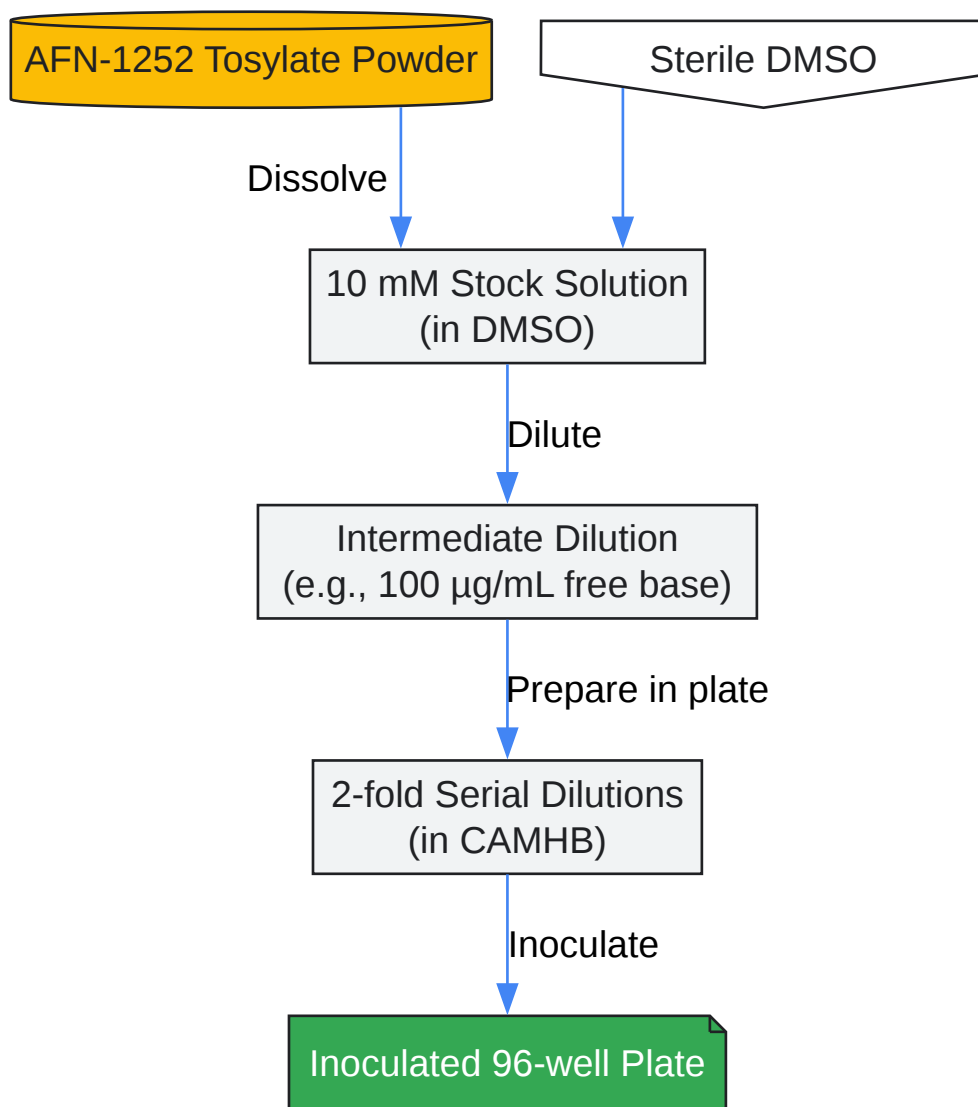 AFN-1252 Tosylate Powder
Sterile DMSO
Dissolve
10 mM Stock Solution
(in DMSO)
Dilute
Intermediate Dilution
(e.g., 100 µg/mL free base)
Prepare in plate
2-fold Serial Dilutions
(in CAMHB)
Inoculate
Inoculated 96-well Plate